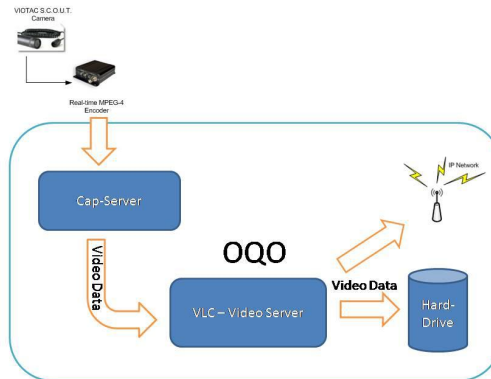 VIOTAC S.C.O.U.T.
Camera
Real-time MPEG-4
Encoder
Cap-Server
IP Network
Video Data
OQO
Video Data
VLC – Video Server
Hard-
Drive